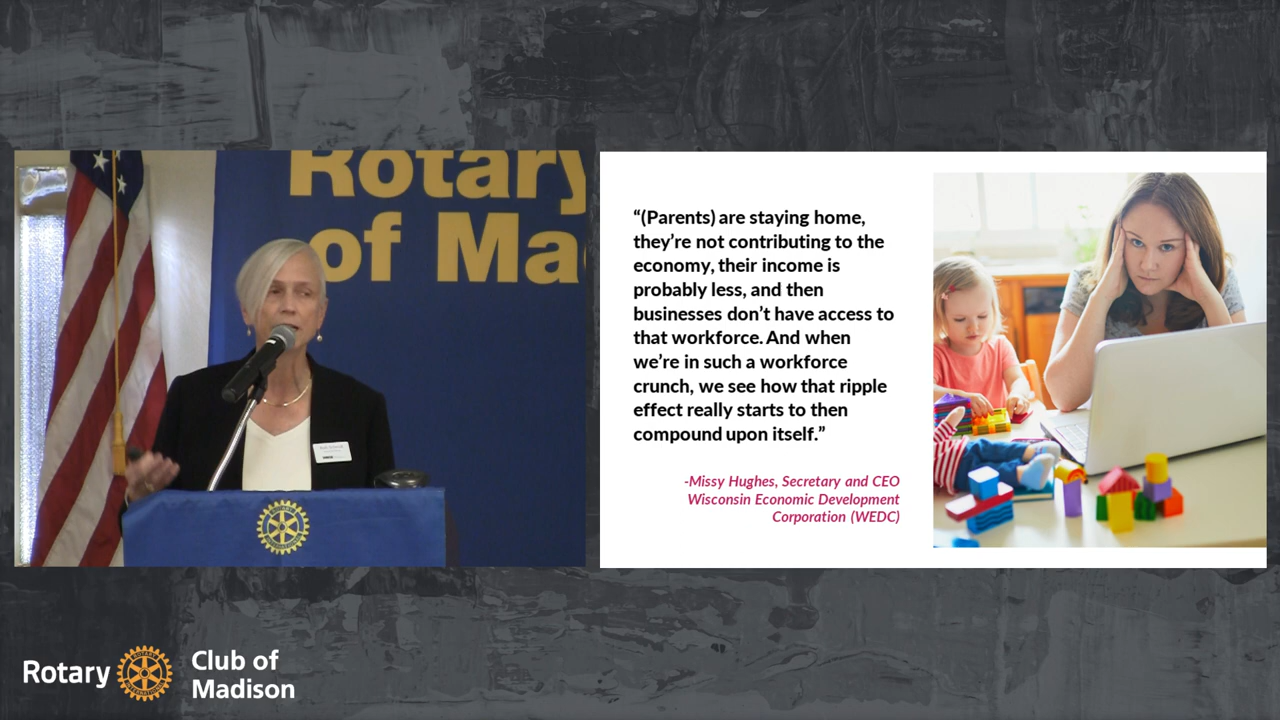 Rotary
of Ma
“(Parents) are staying home,
they’re not contributing to the
economy, their income is
probably less, and then
businesses don’t have access to
that workforce. And when
we’re in such a workforce
crunch, we see how that ripple
effect really starts to then
compound upon itself.”
-Missy Hughes, Secretary and CEO
Wisconsin Economic Development
Corporation (WEDC)
Rotary
Club of
Madison